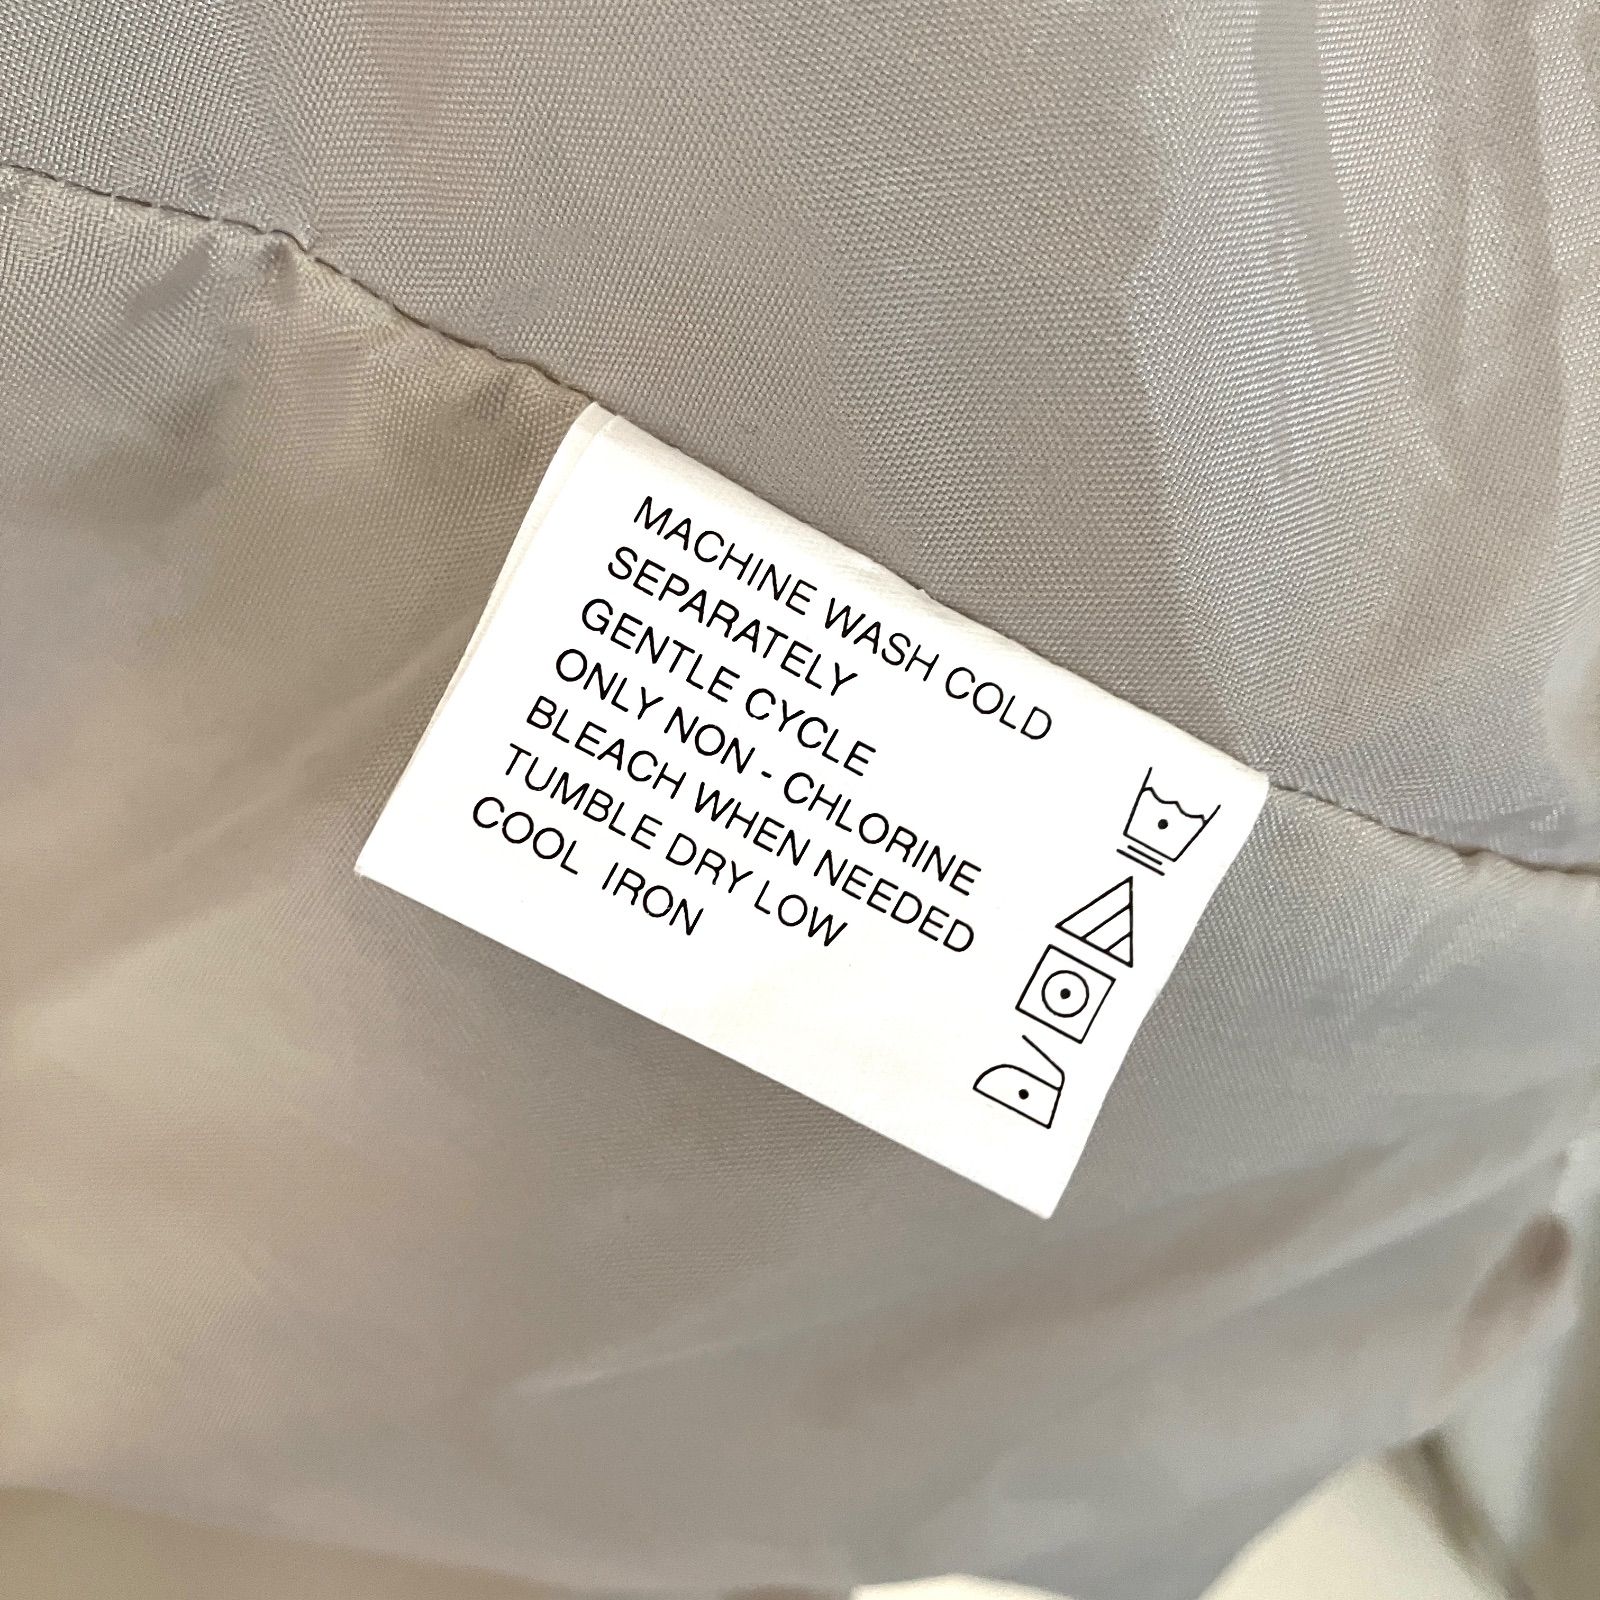 MACHINE WASH COLD
SEPARATELY
GENTLE CYCLE
ONLY NON - CHLORINE
BLEACH WHEN NEEDED
TUMBLE DRY LOW
COOL IRON